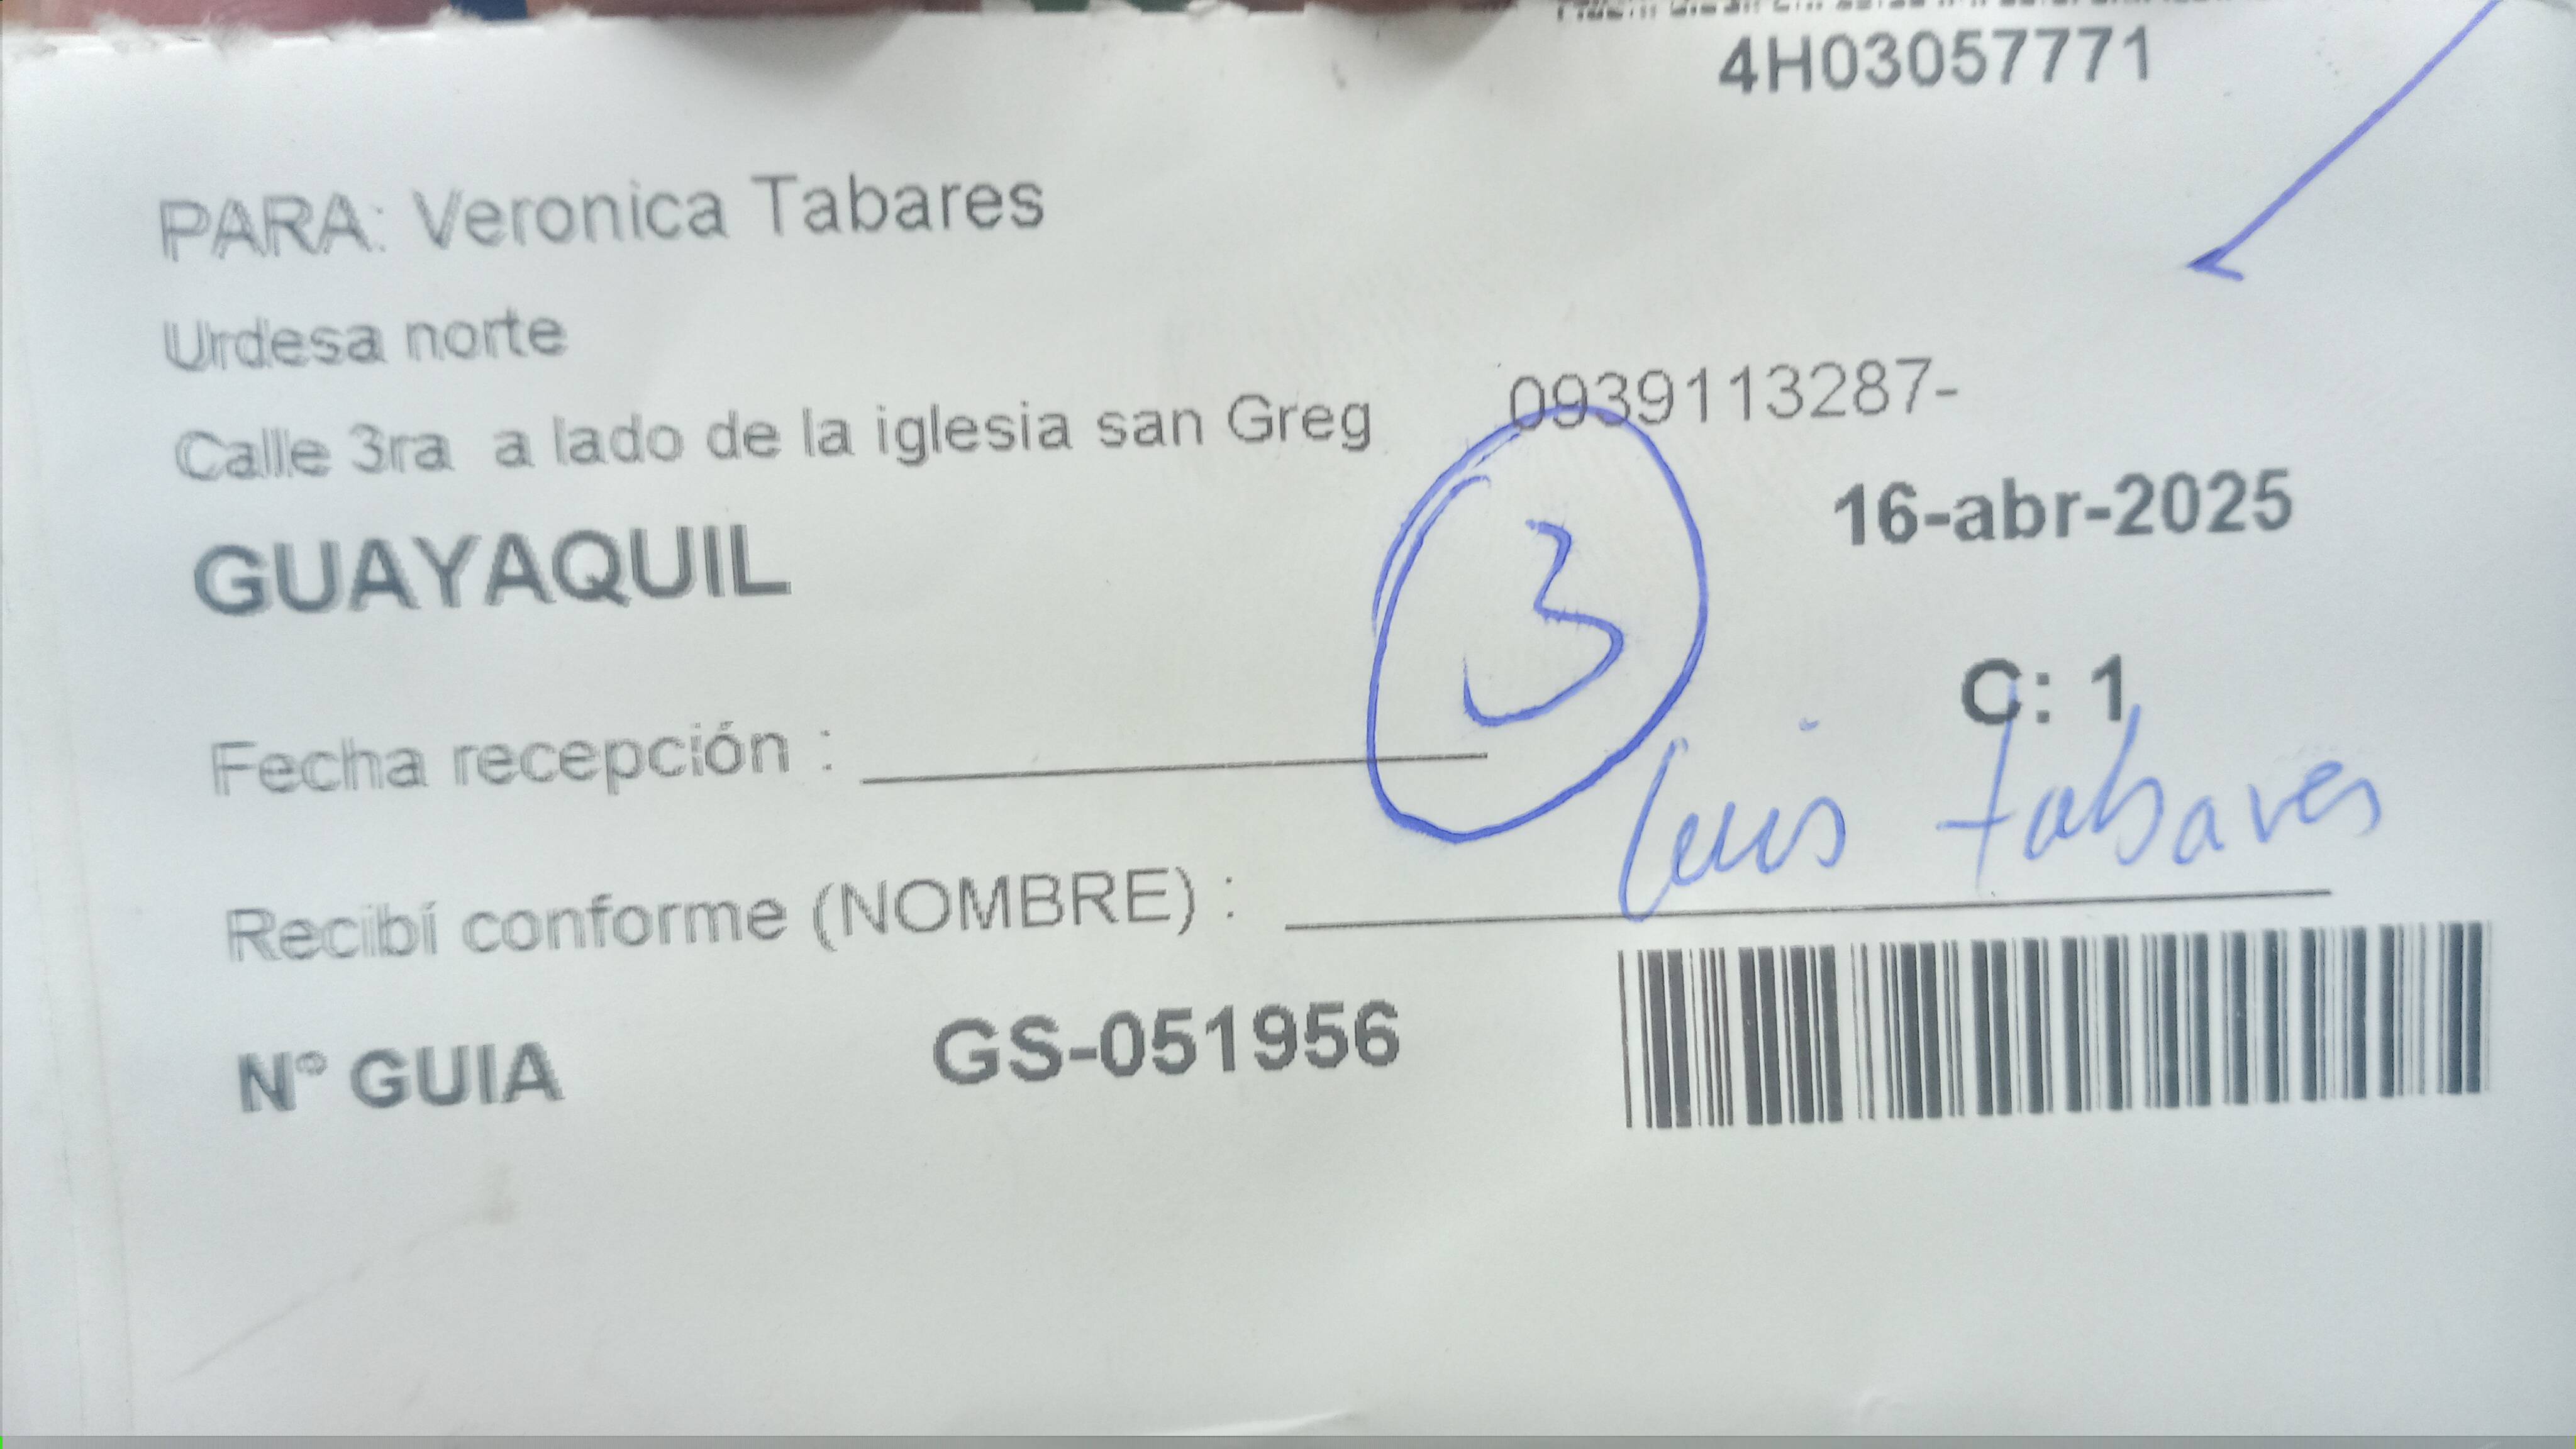 4H03057771
PARA: Veronica Tabares
Urdesa norte
Calle 3ra a lado de la iglesia san Greg 0939113287-
GUAYAQUIL 16-abr-2025
3
C: 1
Fecha recepción :
Luis Tabares
Recibí conforme (NOMBRE) :
N° GUIA GS-051956